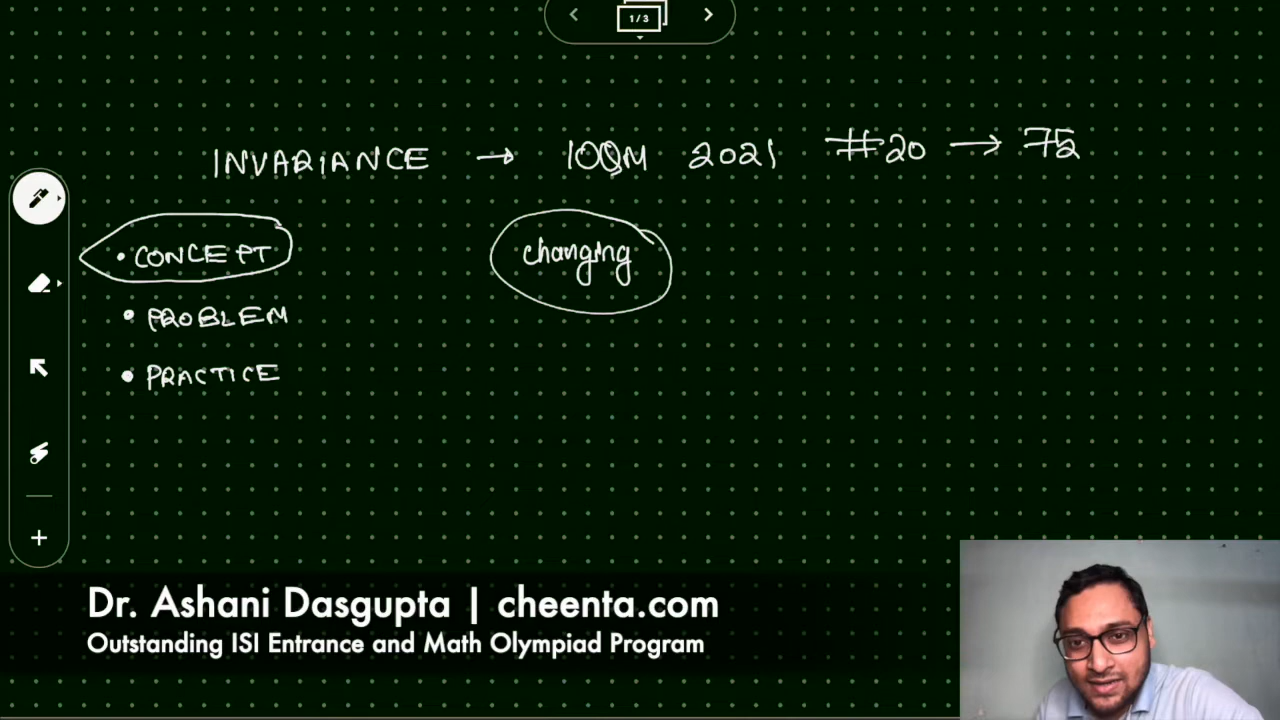 1/3
INVARIANCE → IOQM 2021 #20 → 75
• CONCEPT
changing
• PROBLEM
• PRACTICE
Dr. Ashani Dasgupta | cheenta.com
Outstanding ISI Entrance and Math Olympiad Program